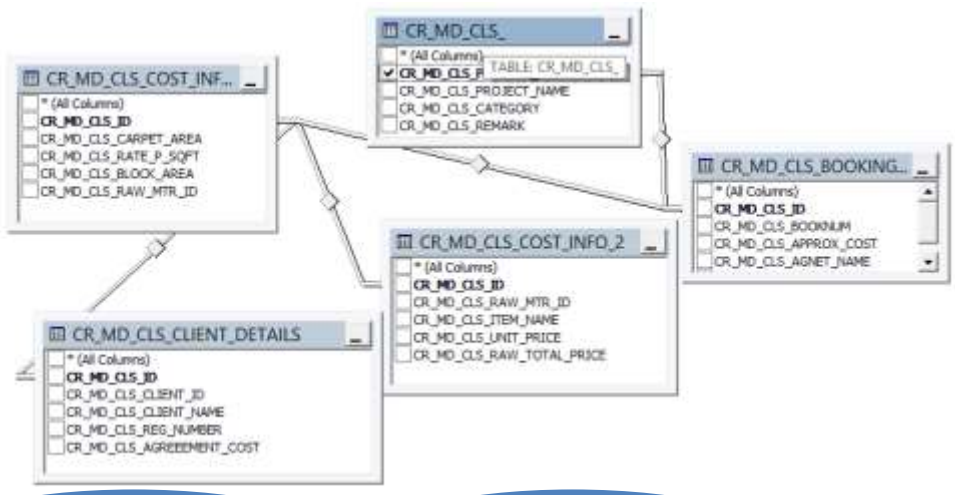 CR_MD_CLS_
* (All Columns)
TABLE: CR_MD_CLS_
CR_MD_CLS_PROJECT_NAME
CR_MD_CLS_CATEGORY
CR_MD_CLS_REMARK
CR_MD_CLS_COST_INF...
* (All Columns)
CR_MD_CLS_ID
CR_MD_CLS_CARPET_AREA
CR_MD_CLS_RATE_P_SQFT
CR_MD_CLS_BLOCK_AREA
CR_MD_CLS_RAW_MTR_ID
CR_MD_CLS_BOOKING...
* (All Columns)
CR_MD_CLS_ID
CR_MD_CLS_BOOKNUM
CR_MD_CLS_APPROX_COST
CR_MD_CLS_AGNET_NAME
CR_MD_CLS_COST_INFO_2
* (All Columns)
CR_MD_CLS_ID
CR_MD_CLS_RAW_MTR_ID
CR_MD_CLS_ITEM_NAME
CR_MD_CLS_UNIT_PRICE
CR_MD_CLS_RAW_TOTAL_PRICE
CR_MD_CLS_CLIENT_DETAILS
* (All Columns)
CR_MD_CLS_ID
CR_MD_CLS_CLIENT_ID
CR_MD_CLS_CLIENT_NAME
CR_MD_CLS_REG_NUMBER
CR_MD_CLS_AGREEEMENT_COST